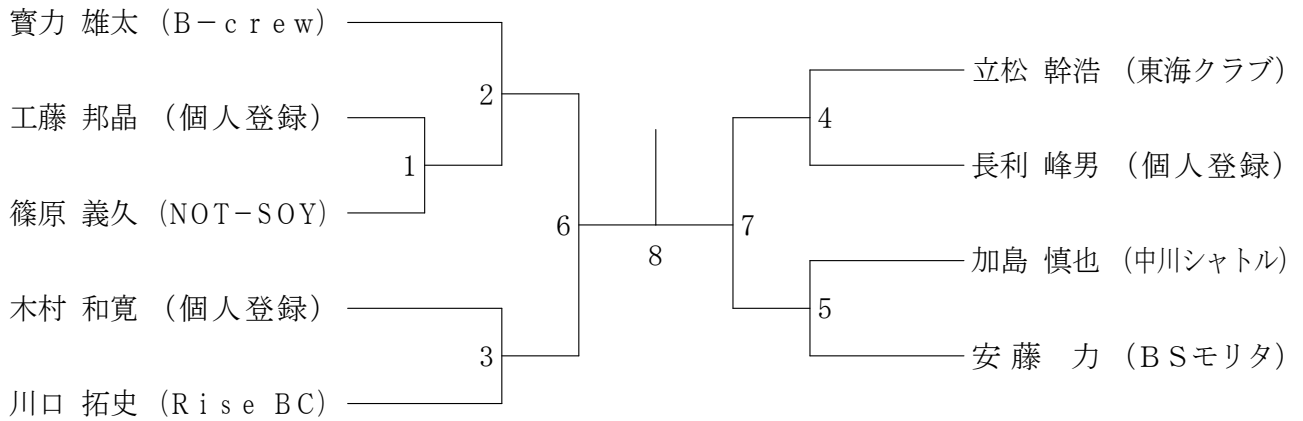 寳力 雄太 (B－crew)
工藤 邦晶 (個人登録)
篠原 義久 (NOT－SOY)
木村 和寛 (個人登録)
川口 拓史 (Rise BC)
2
1
6
3
8
7
4
5
立松 幹浩 (東海クラブ)
長利 峰男 (個人登録)
加島 慎也 (中川シャトル)
安藤 力 (BSモリタ)